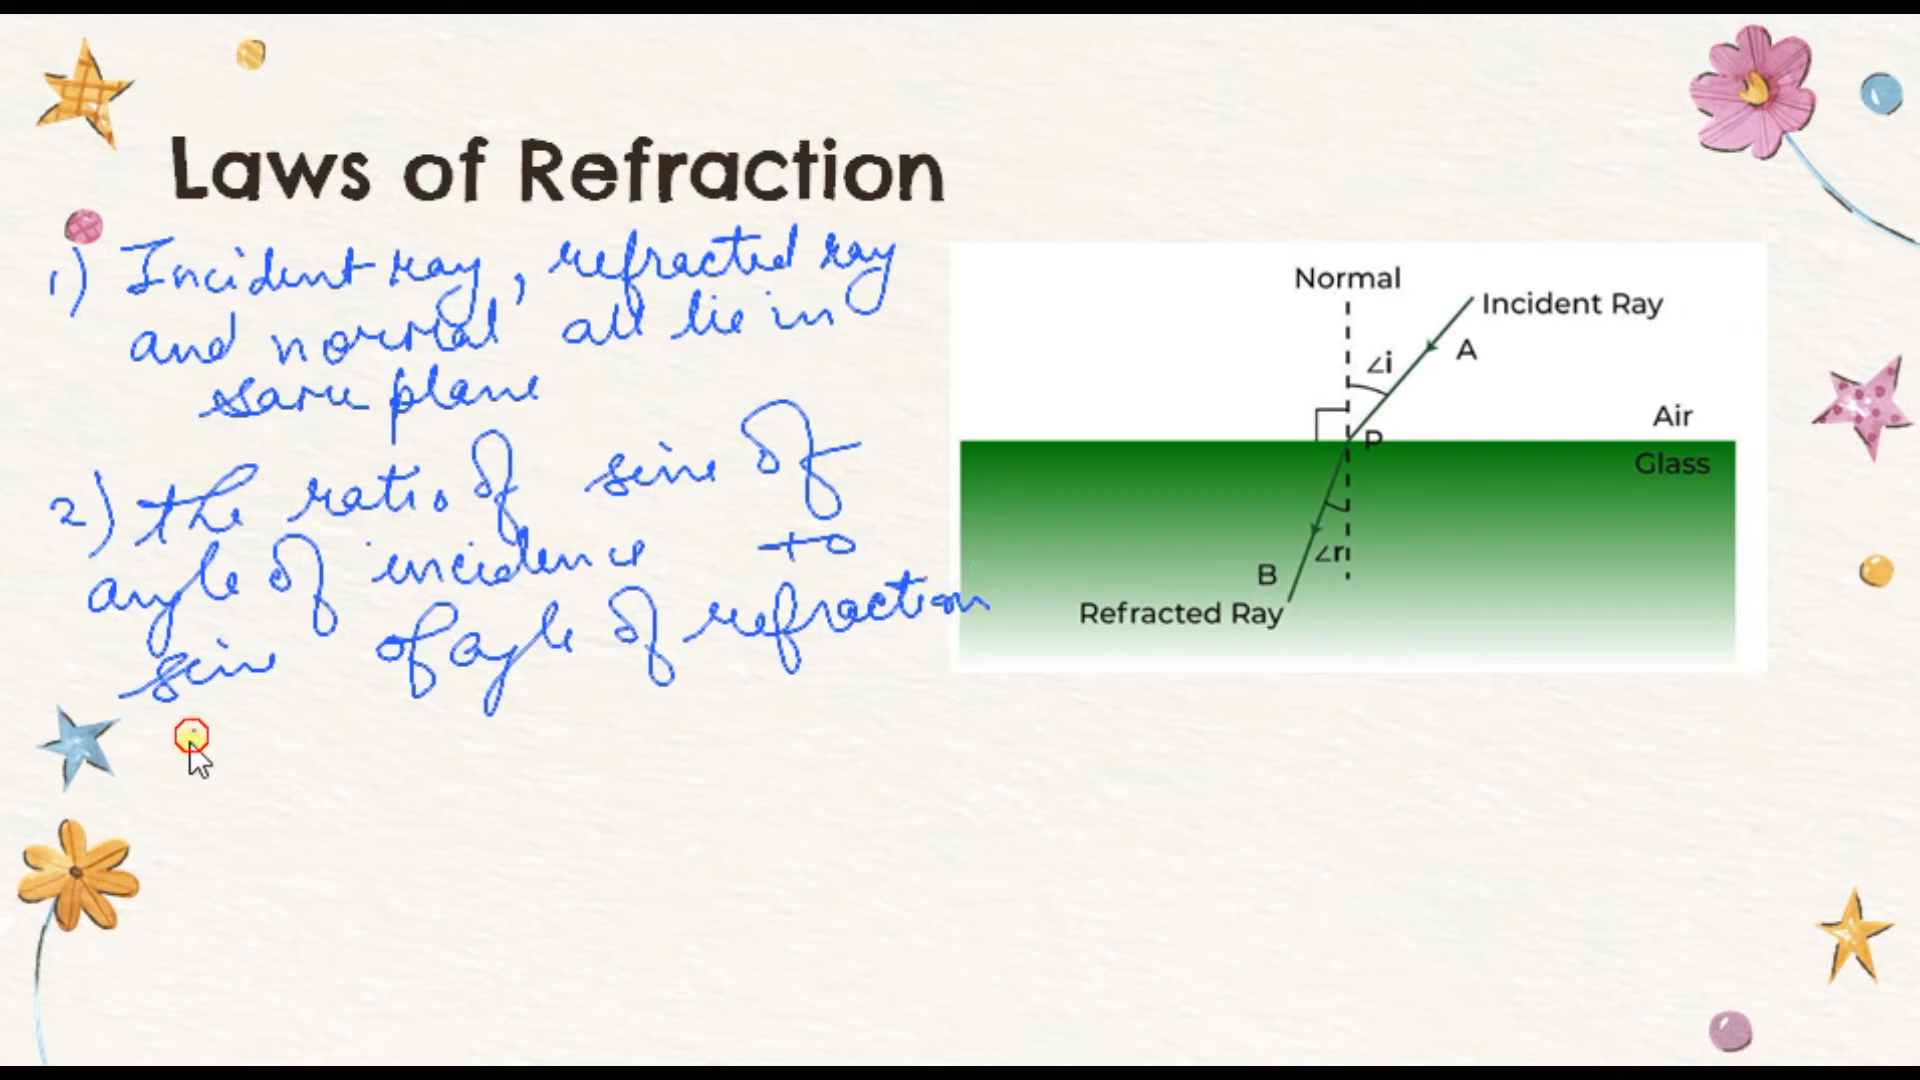 Laws of Refraction
1) Incident ray, refracted ray
and normal all lie in
same plane
2) the ratio of sine of
angle of incidence to
sine of angle of refraction
Normal
Incident Ray
∠i
A
Air
P
Glass
∠r
B
Refracted Ray